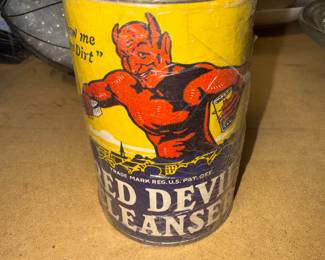 me
Dirt"
TRADE MARK REG. U.S. PAT. OFF.
ED DEVI
LEANSE